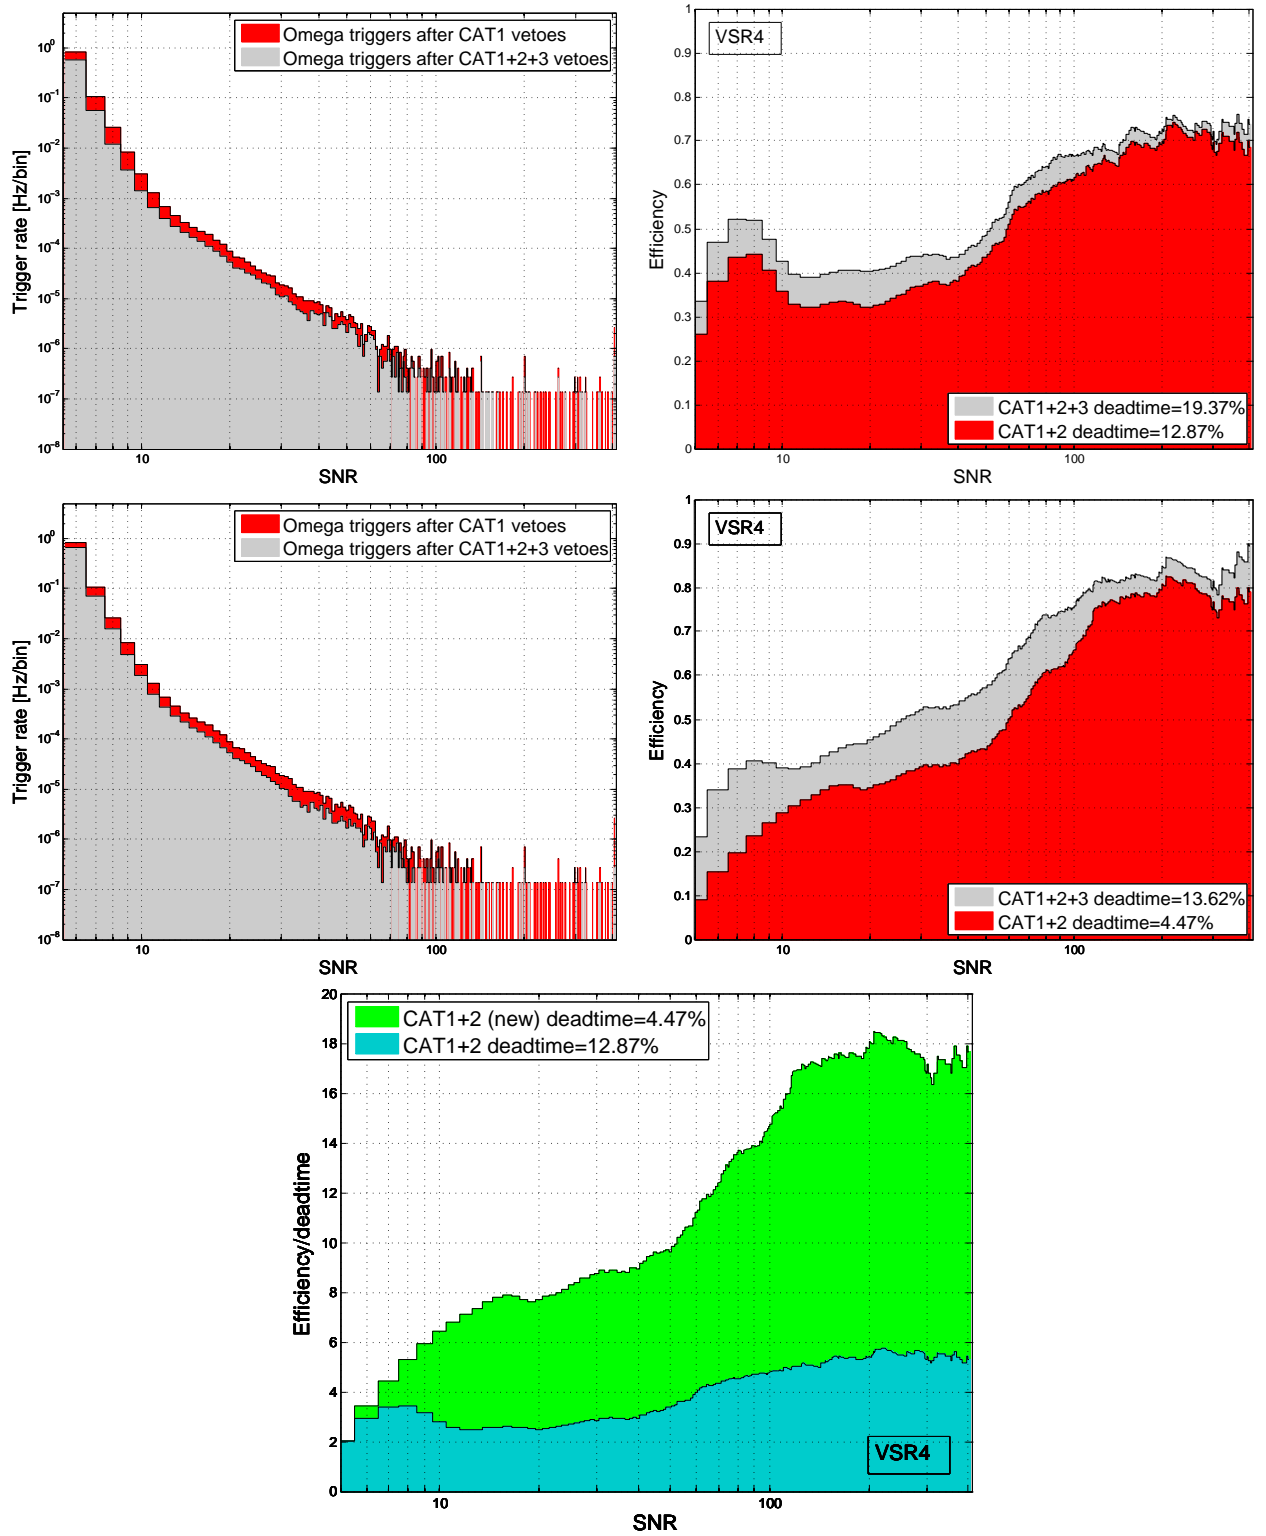 Omega triggers after CAT1 vetoes
Omega triggers after CAT1+2+3 vetoes
Trigger rate [Hz/bin]
10^0
10^-1
10^-2
10^-3
10^-4
10^-5
10^-6
10^-7
10^-8
10
100
SNR
VSR4
Efficiency
1
0.9
0.8
0.7
0.6
0.5
0.4
0.3
0.2
0.1
0
CAT1+2+3 deadtime=19.37%
CAT1+2 deadtime=12.87%
10
100
SNR
Omega triggers after CAT1 vetoes
Omega triggers after CAT1+2+3 vetoes
Trigger rate [Hz/bin]
10^0
10^-1
10^-2
10^-3
10^-4
10^-5
10^-6
10^-7
10^-8
10
100
SNR
VSR4
Efficiency
1
0.9
0.8
0.7
0.6
0.5
0.4
0.3
0.2
0.1
0
CAT1+2+3 deadtime=13.62%
CAT1+2 deadtime=4.47%
10
100
SNR
CAT1+2 (new) deadtime=4.47%
CAT1+2 deadtime=12.87%
Efficiency/deadtime
20
18
16
14
12
10
8
6
4
2
0
VSR4
10
100
SNR